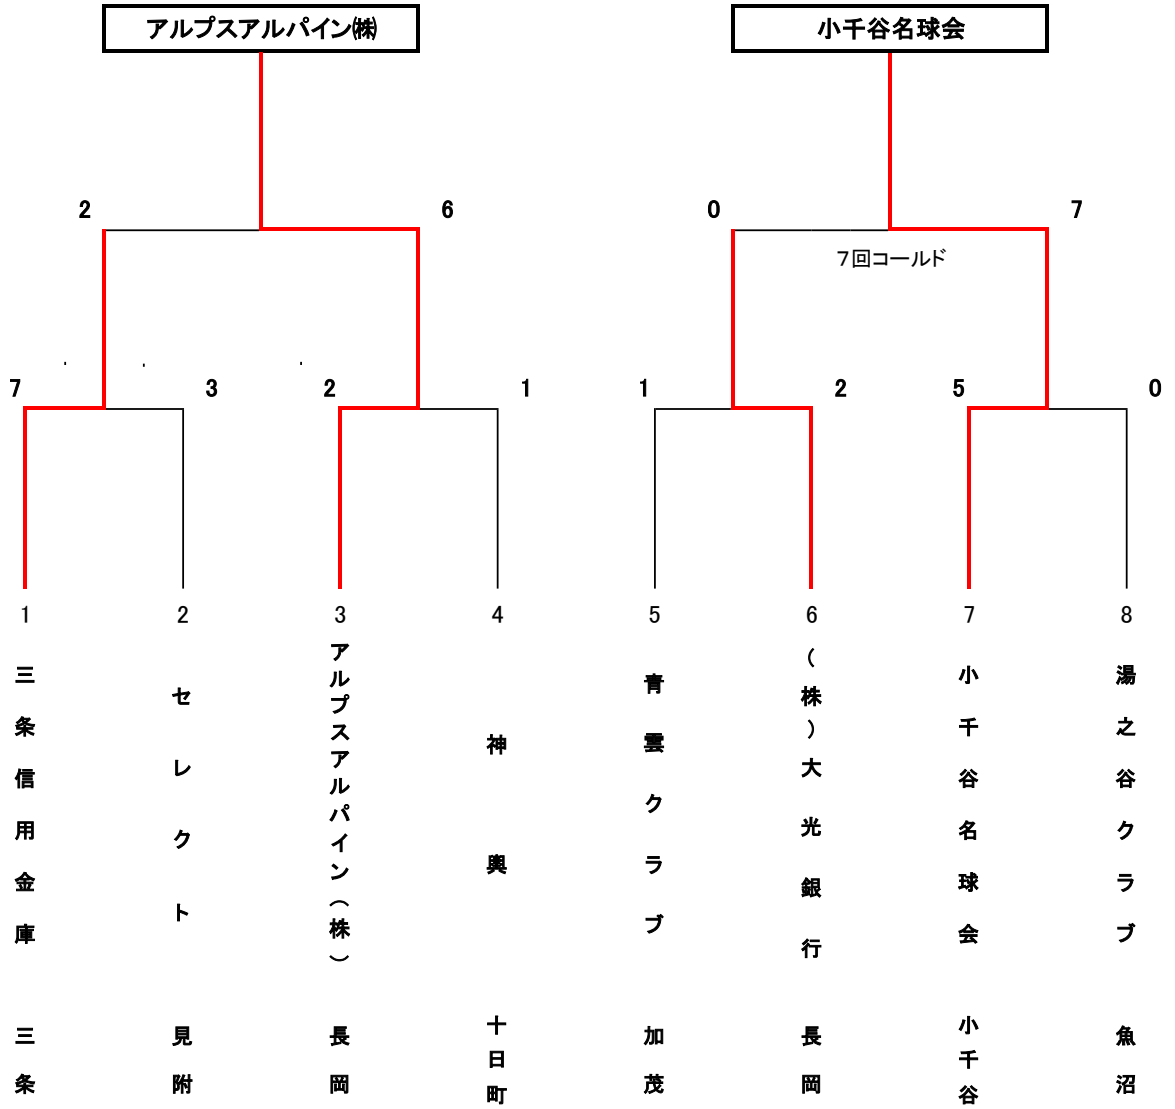 アルプスアルパイン㈱
小千谷名球会
2
6
0
7
７回コールド
7
3
2
1
1
2
5
0
1
2
3
4
5
6
7
8
三条信用金庫
セレクト
アルプスアルパイン（株）
神輿
青雲クラブ
（株）大光銀行
小千谷名球会
湯之谷クラブ
三条
見附
長岡
十日町
加茂
長岡
小千谷
魚沼